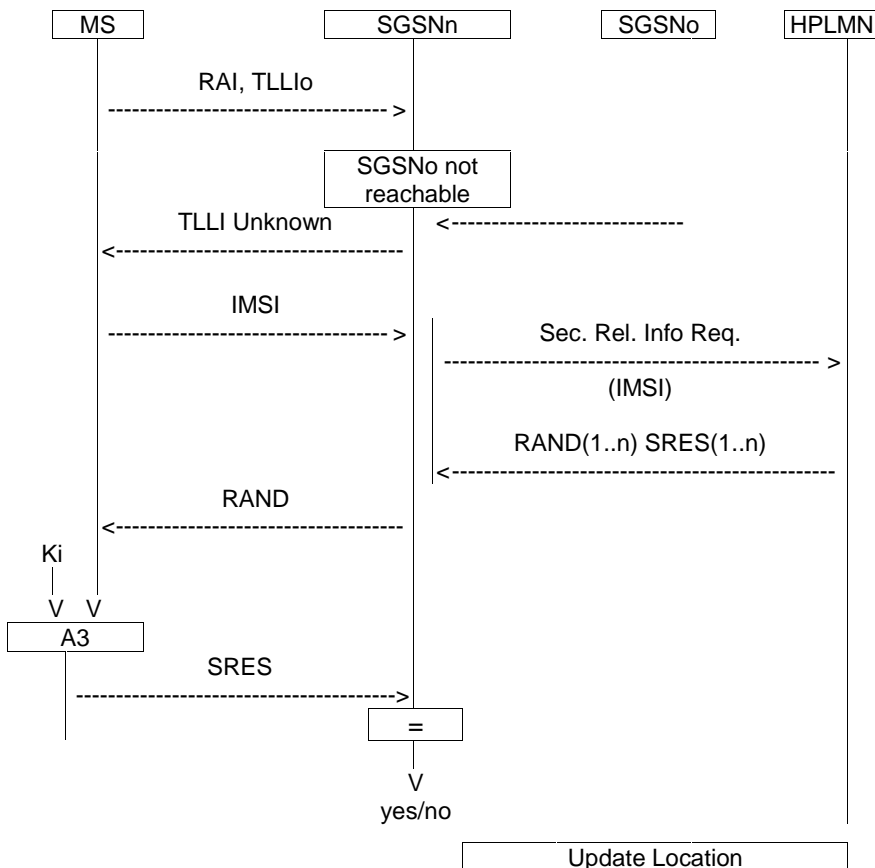 MS SGSNn SGSNo HPLMN
RAI, TLLIo
SGSNo not
reachable
TLLI Unknown
IMSI
Sec. Rel. Info Req.
(IMSI)
RAND(1..n) SRES(1..n)
RAND
Ki
V V
A3
SRES
=
V
yes/no
Update Location